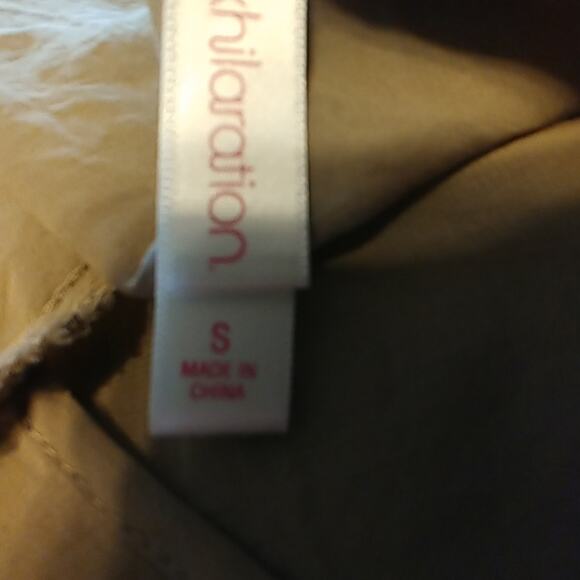 xhilaration.
S
MADE IN
CHINA